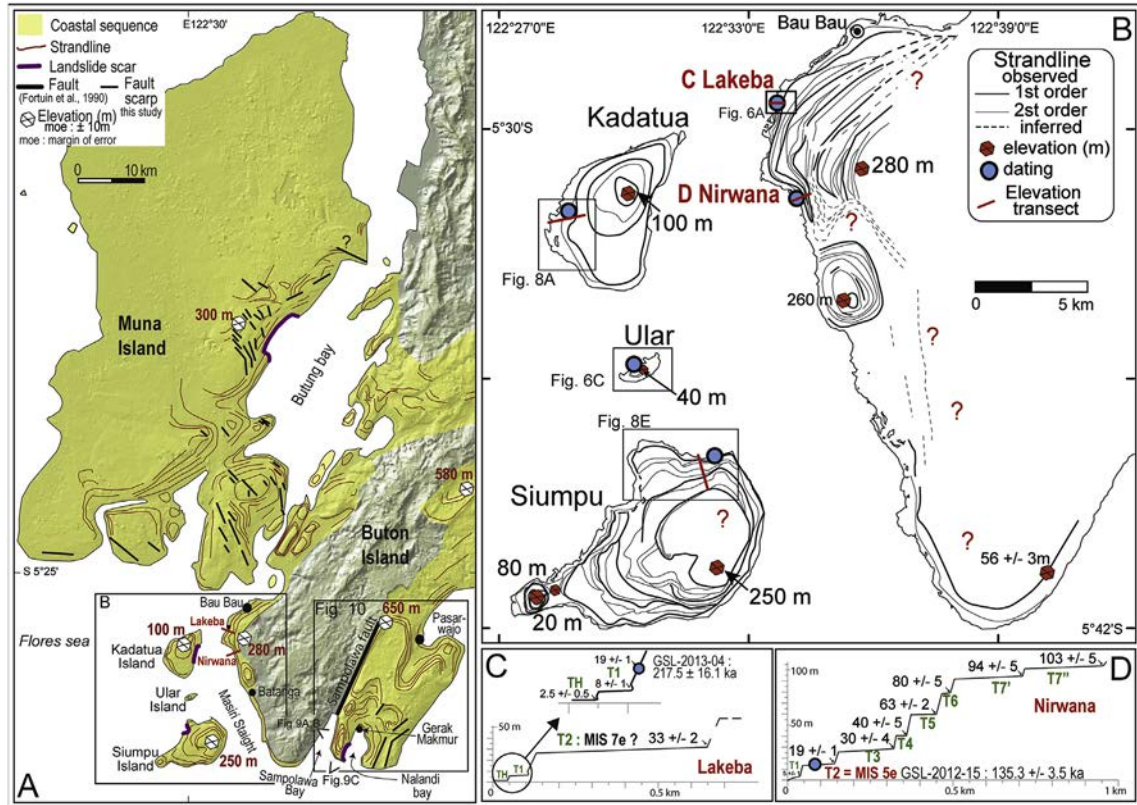 E122°30'
Coastal sequence
Strandline
Landslide scar
Fault
(Fortuin et al., 1990)
Fault
scarp
this study
Elevation (m)
moe : ± 10m
moe : margin of error
0 10 km
Muna
Island
300 m
?
Butung bay
580 m
Buton
Island
S 5°25'
Flores sea
B
Bau Bau
Lakeba
100 m
280 m
Kadatua
Island
Nirwana
Ular
Island
Batanga
Masiri Staight
Siumpu
Island
250 m
Fig. 10
650 m
Sampolawa fault
Pasar-
wajo
Fig. 9A, B
Fig.9C
Gerak
Makmur
Sampolawa
Bay
Nalandi
bay
A
122°27'0"E
122°33'0"E
122°39'0"E
Bau Bau
B
C Lakeba
Fig. 6A
5°30'S
Kadatua
100 m
D Nirwana
Fig. 8A
280 m
?
?
260 m
?
?
?
Strandline
observed
1st order
2st order
inferred
elevation (m)
dating
Elevation
transect
0 5 km
Ular
Fig. 6C
40 m
Fig. 8E
Siumpu
?
80 m
20 m
250 m
56 +/- 3m
5°42'S
C
19 +/- 1
GSL-2013-04 :
217.5 ± 16.1 ka
T1
TH
8 +/- 1
2.5 +/- 0.5
50 m
T2 : MIS 7e ?
33 +/- 2
TH
T1
Lakeba
0
0.5 km
D
100 m
103 +/- 5
94 +/- 5
T7'
T7"
80 +/- 5
T6
Nirwana
63 +/- 2
T5
50 m
40 +/- 5
T4
30 +/- 4
T3
19 +/- 1
T1
T2 = MIS 5e GSL-2012-15 : 135.3 +/- 3.5 ka
0
0.5 km
1 km